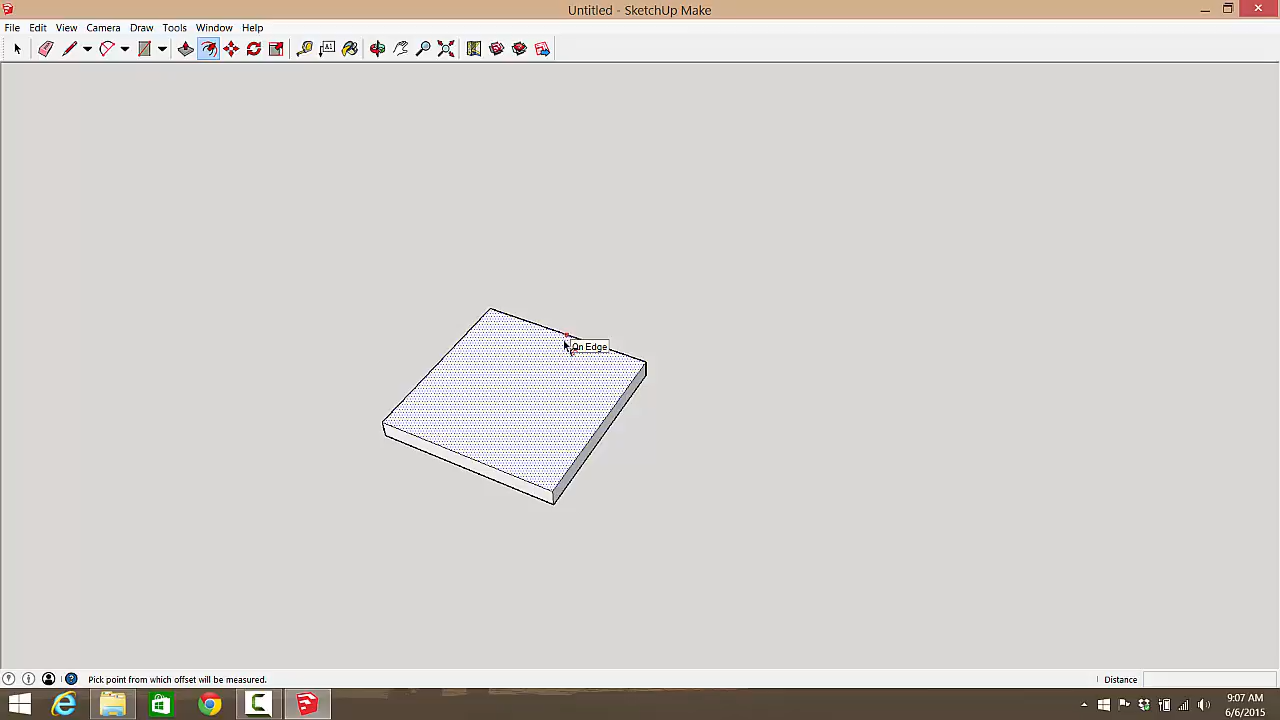 Untitled - SketchUp Make
File Edit View Camera Draw Tools Window Help
A1
On Edge
Pick point from which offset will be measured.
Distance
9:07 AM
6/6/2015